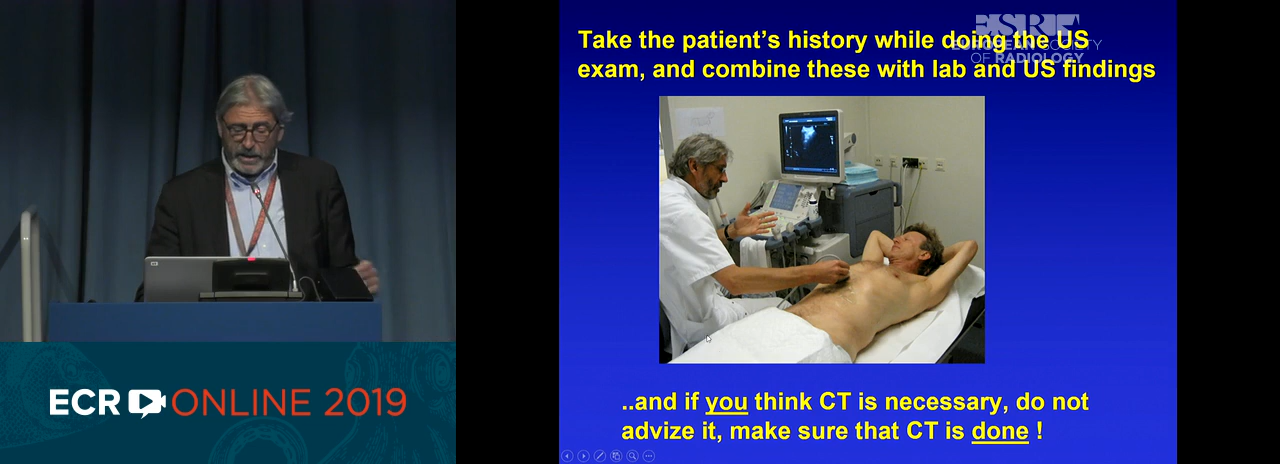 Take the patient's history while doing the US
exam, and combine these with lab and US findings
ESR
EUROPEAN SOCIETY
OF RADIOLOGY
..and if you think CT is necessary, do not
advize it, make sure that CT is done !
ECR ONLINE 2019